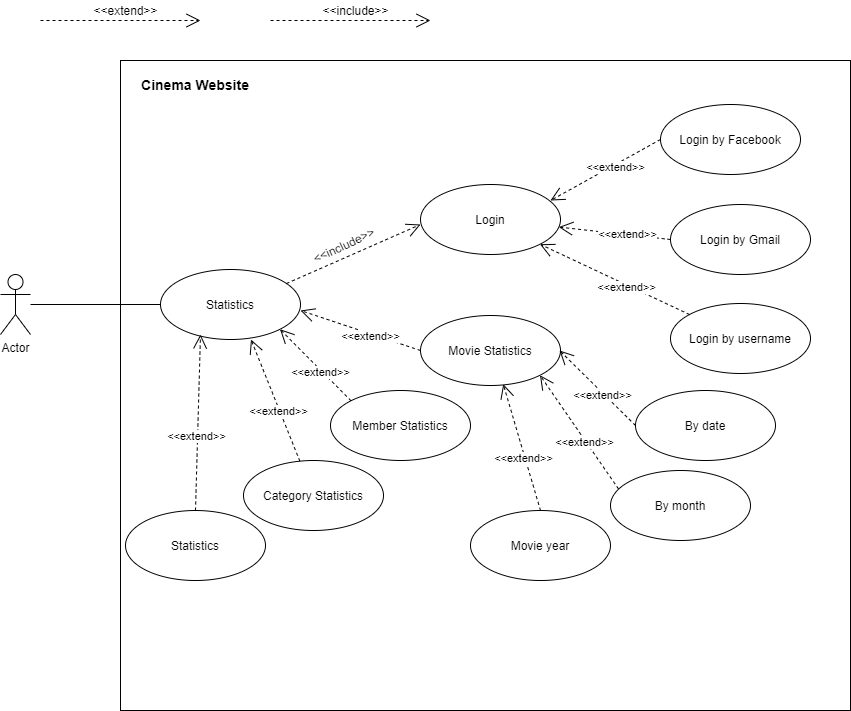 <<extend>>
<<include>>
Cinema Website
Login by Facebook
<<extend>>
Login
<<extend>>
Login by Gmail
<<include>>
<<extend>>
Statistics
Login by username
<<extend>>
Movie Statistics
Actor
<<extend>>
<<extend>>
<<extend>>
Member Statistics
By date
<<extend>>
<<extend>>
<<extend>>
Category Statistics
By month
Statistics
Movie year